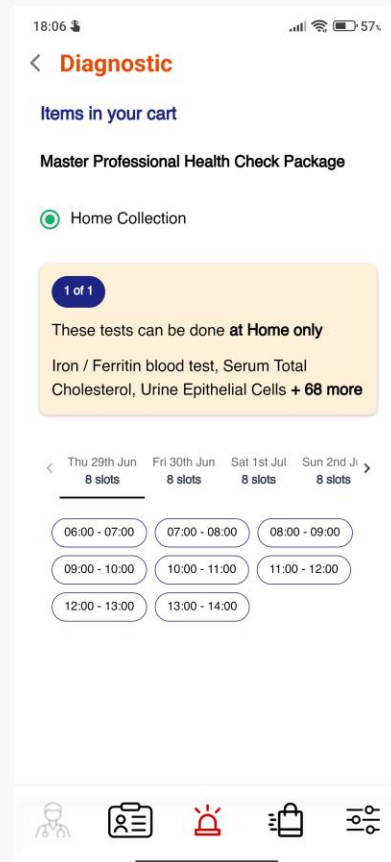 18:06 57%
Diagnostic
Items in your cart
Master Professional Health Check Package
Home Collection
1 of 1
These tests can be done at Home only
Iron / Ferritin blood test, Serum Total
Cholesterol, Urine Epithelial Cells + 68 more
Thu 29th Jun Fri 30th Jun Sat 1st Jul Sun 2nd
8 slots 8 slots 8 slots 8 slots
06:00 - 07:00 07:00 - 08:00 08:00 - 09:00
09:00 - 10:00 10:00 - 11:00 11:00 - 12:00
12:00 - 13:00 13:00 - 14:00